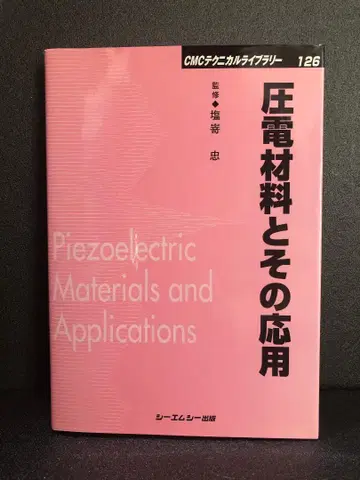 CMCテクニカルライブラリー 126
圧電材料とその応用
監修◆塩嵜 忠
Piezoelectric
Materials and
Applications
シーエムシー出版